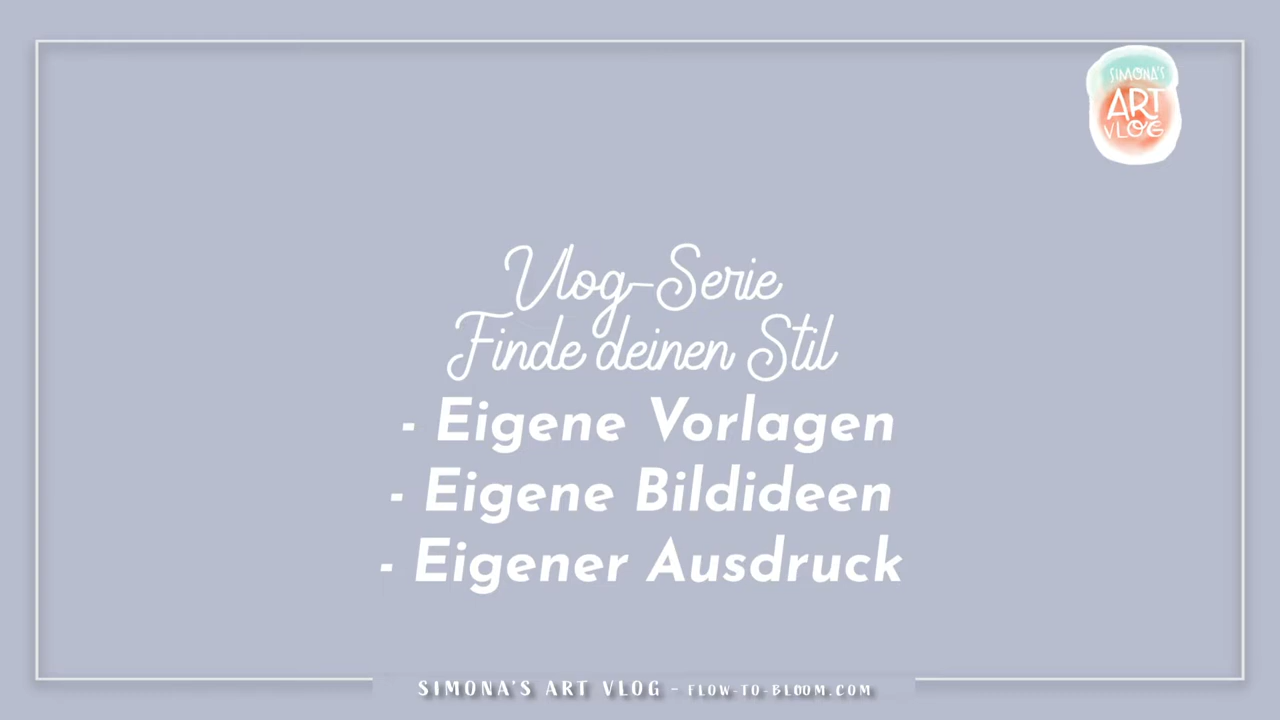 SIMONA'S
ART
VLOG
Vlog-Serie
Finde deinen Stil
- Eigene Vorlagen
- Eigene Bildideen
- Eigener Ausdruck
SIMONA'S ART VLOG - FLOW-TO-BLOOM.COM